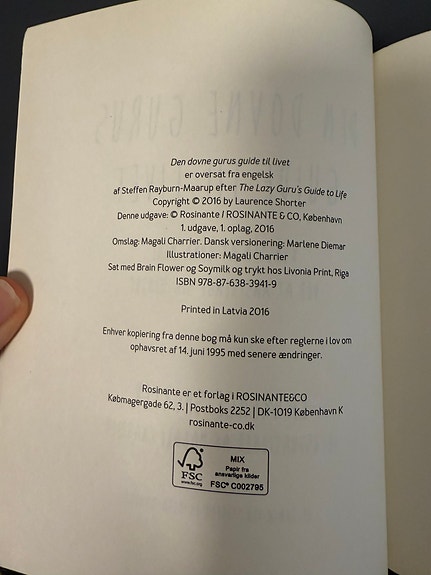 Den dovne gurus guide til livet
er oversat fra engelsk
af Steffen Rayburn-Maarup efter The Lazy Guru's Guide to Life
Copyright © 2016 by Laurence Shorter
Denne udgave: © Rosinante / ROSINANTE & CO, København
1. udgave, 1. oplag, 2016
Omslag: Magali Charrier. Dansk versionering: Marlene Diemar
Illustrationer: Magali Charrier
Sat med Brain Flower og Soymilk og trykt hos Livonia Print, Riga
ISBN 978-87-638-3941-9
Printed in Latvia 2016
Enhver kopiering fra denne bog må kun ske efter reglerne i lov om
ophavsret af 14. juni 1995 med senere ændringer.
Rosinante er et forlag i ROSINANTE&CO
Købmagergade 62, 3. | Postboks 2252 | DK-1019 København K
rosinante-co.dk
FSC
www.fsc.org
MIX
Papir fra
ansvarlige kilder
FSC® C002795